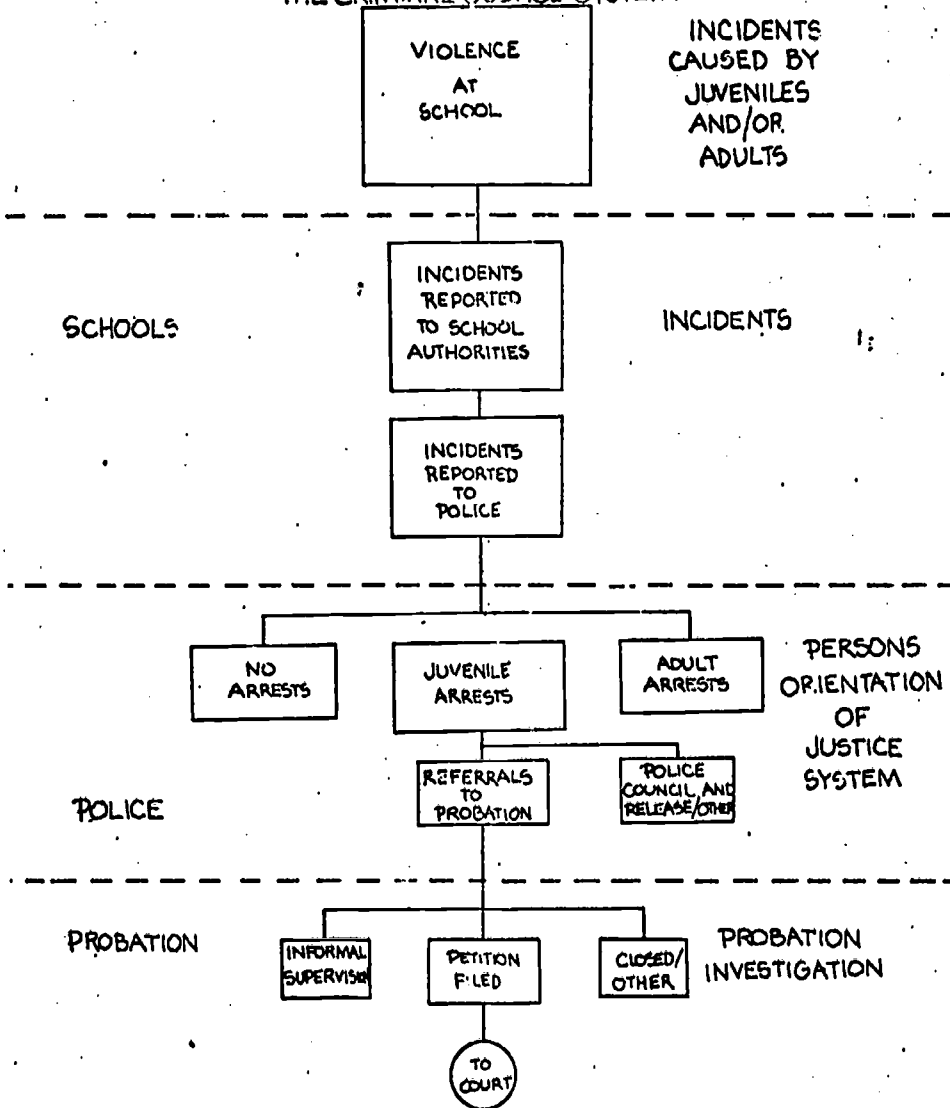 VIOLENCE
AT
SCHOOL
INCIDENTS
CAUSED BY
JUVENILES
AND/OR
ADULTS
SCHOOLS
INCIDENTS
REPORTED
TO SCHOOL
AUTHORITIES
INCIDENTS
INCIDENTS
REPORTED
TO
POLICE
NO
ARRESTS
JUVENILE
ARRESTS
ADULT
ARRESTS
PERSONS
ORIENTATION
OF
JUSTICE
SYSTEM
POLICE
REFERRALS
TO
PROBATION
POLICE
COUNCIL AND
RELEASE/OTHER
PROBATION
INFORMAL
SUPERVISION
PETITION
FILED
CLOSED/
OTHER
PROBATION
INVESTIGATION
TO
COURT